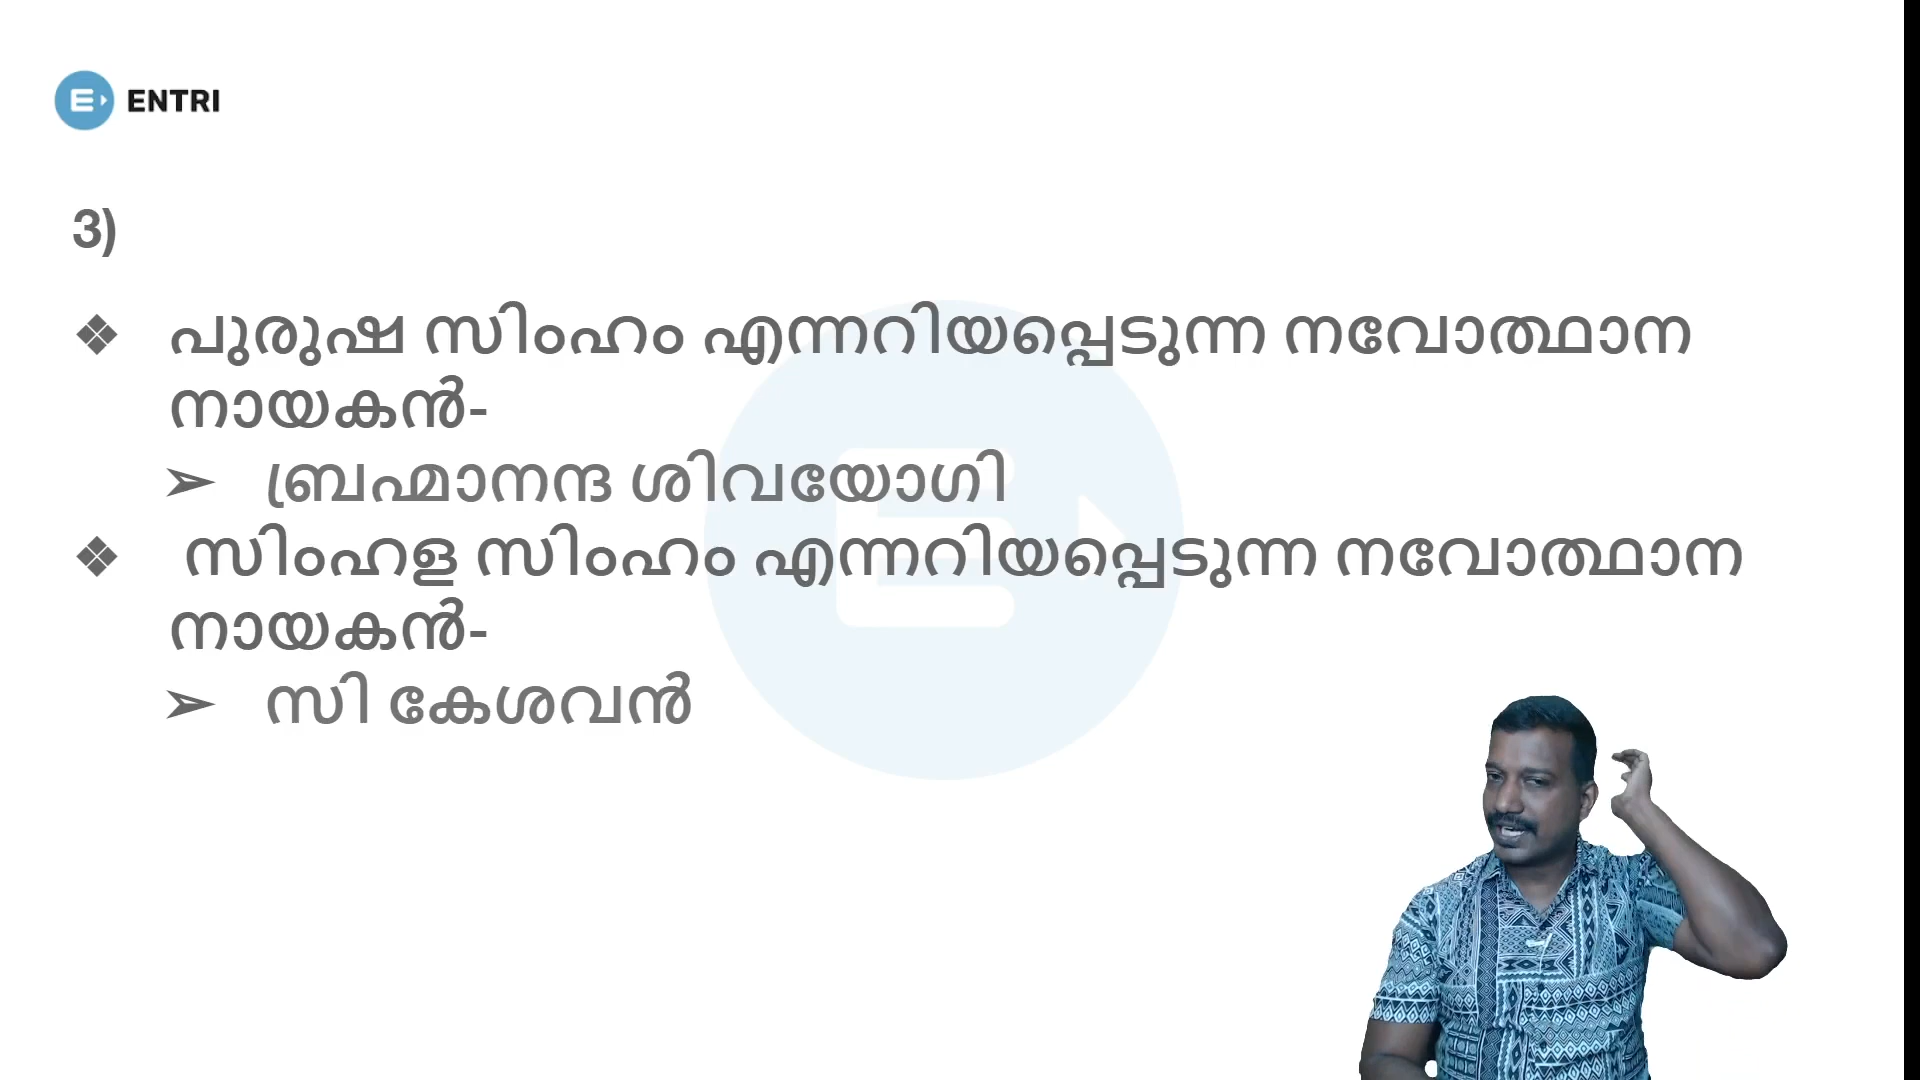 ENTRI
3)
❖ പുരുഷ സിംഹം എന്നറിയപ്പെടുന്ന നവോത്ഥാന
നായകൻ-
➢ ബ്രഹ്മാനന്ദ ശിവയോഗി
❖ സിംഹള സിംഹം എന്നറിയപ്പെടുന്ന നവോത്ഥാന
നായകൻ-
➢ സി കേശവൻ